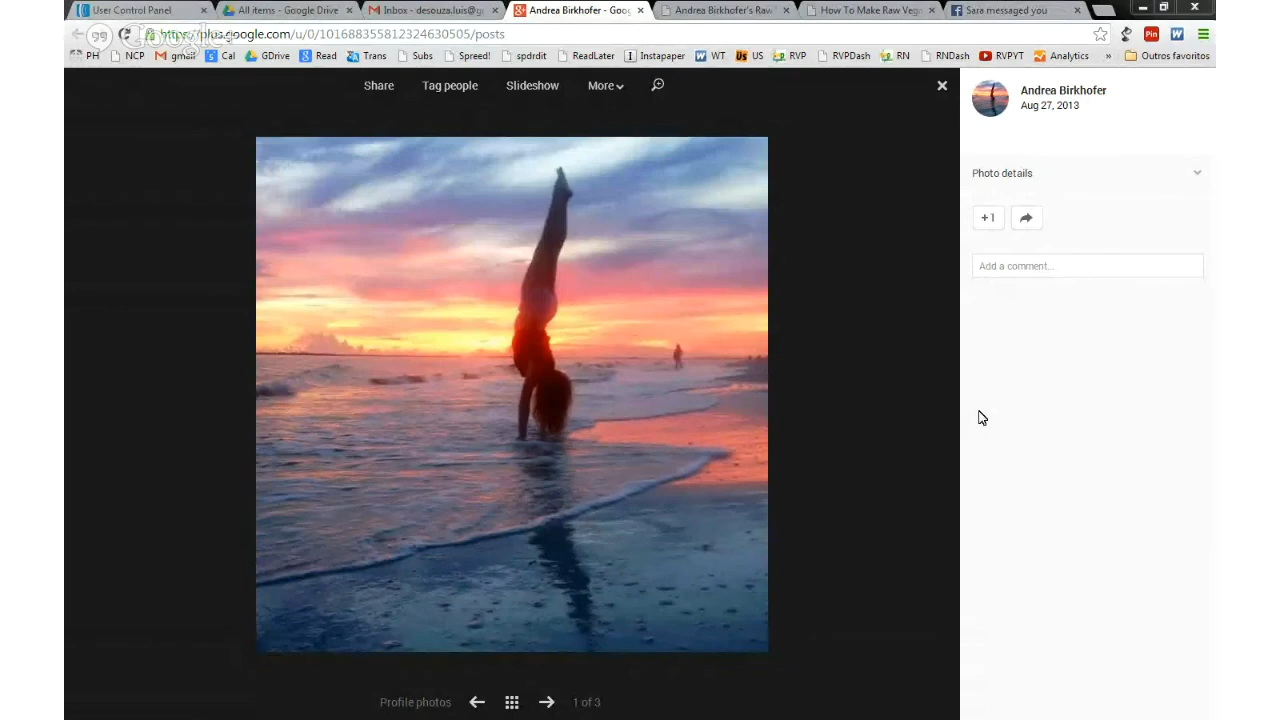 User Control Panel
All items - Google Drive
Inbox - desouza.luis@g
Andrea Birkhofer - Goo
Andrea Birkhofer's Raw
How To Make Raw Veg
Sara messaged you
https://plus.google.com/u/0/101688355812324630505/posts
Google
PH NCP gmail Cal GDrive Read Trans Subs Spreed! spdrdit ReadLater Instapaper WT US RVP RVPDash RN RNDash RVPYT Analytics » Outros favoritos
Share Tag people Slideshow More
Andrea Birkhofer
Aug 27, 2013
Photo details
+1
Add a comment...
Profile photos 1 of 3